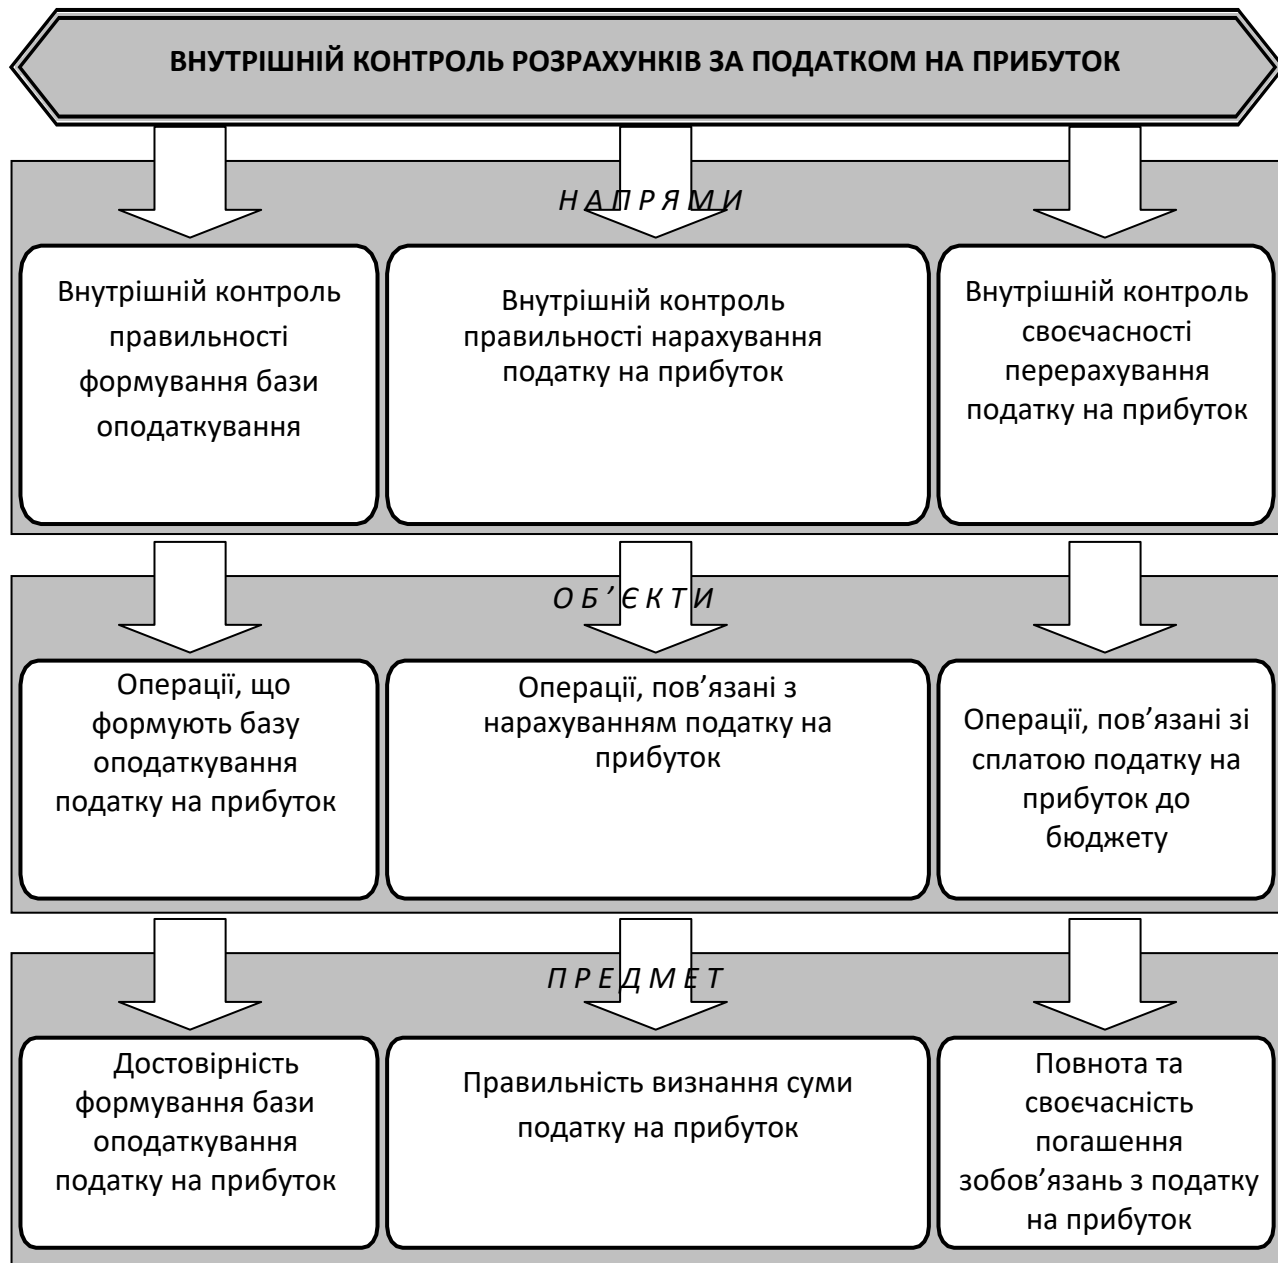 ВНУТРІШНІЙ КОНТРОЛЬ РОЗРАХУНКІВ ЗА ПОДАТКОМ НА ПРИБУТОК
Н А П Р Я М И
Внутрішній контроль
правильності
формування бази
оподаткування
Внутрішній контроль
правильності нарахування
податку на прибуток
Внутрішній контроль
своєчасності
перерахування
податку на прибуток
О Б ’ Є К Т И
Операції, що
формують базу
оподаткування
податку на прибуток
Операції, пов’язані з
нарахуванням податку на
прибуток
Операції, пов’язані зі
сплатою податку на
прибуток до
бюджету
П Р Е Д М Е Т
Достовірність
формування бази
оподаткування
податку на прибуток
Правильність визнання суми
податку на прибуток
Повнота та
своєчасність
погашення
зобов’язань з податку
на прибуток